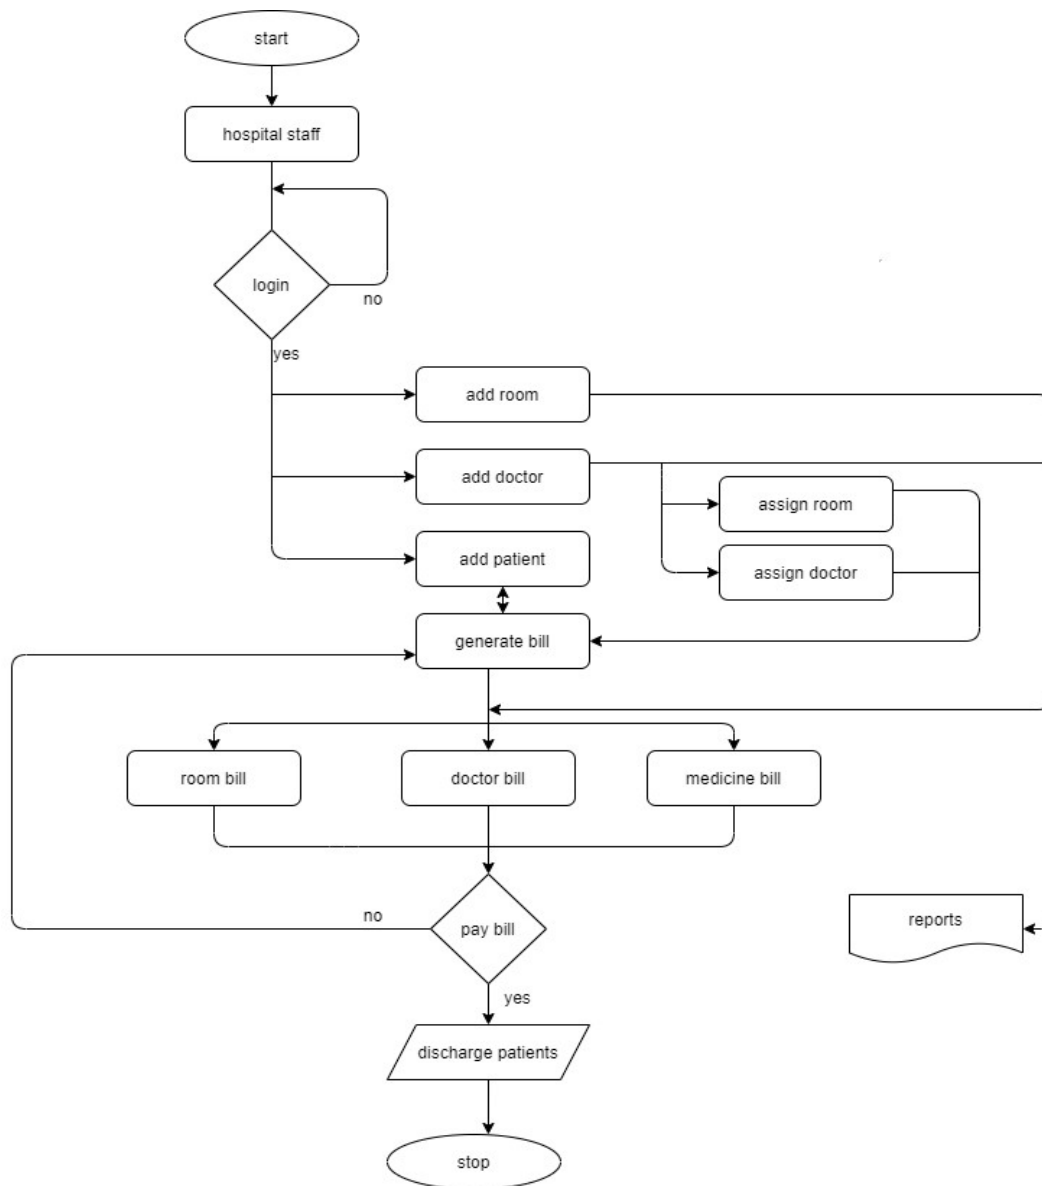 start
hospital staff
login
no
yes
add room
add doctor
assign room
add patient
assign doctor
generate bill
room bill
doctor bill
medicine bill
no
pay bill
reports
yes
discharge patients
stop